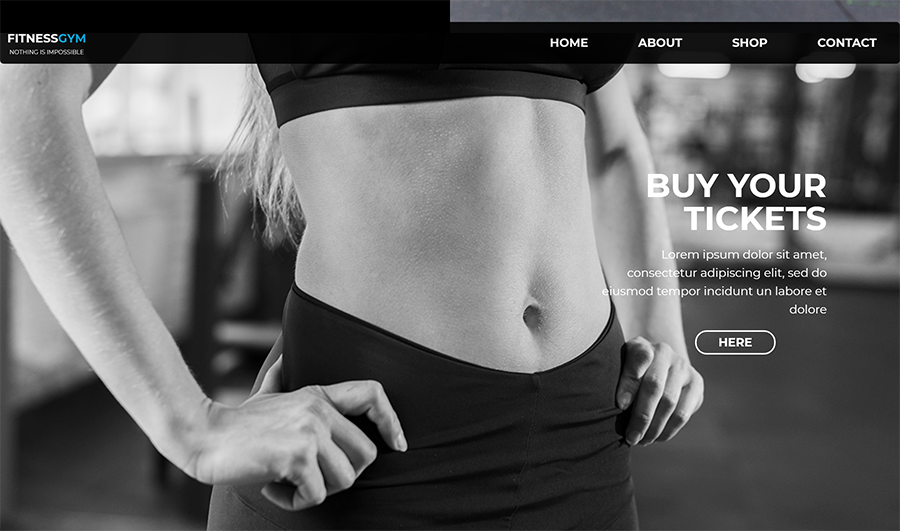 FITNESSGYM
NOTHING IS IMPOSSIBLE
HOME ABOUT SHOP CONTACT
BUY YOUR
TICKETS
Lorem ipsum dolor sit amet,
consectetur adipiscing elit, sed do
eiusmod tempor incidunt un labore et
dolore
HERE